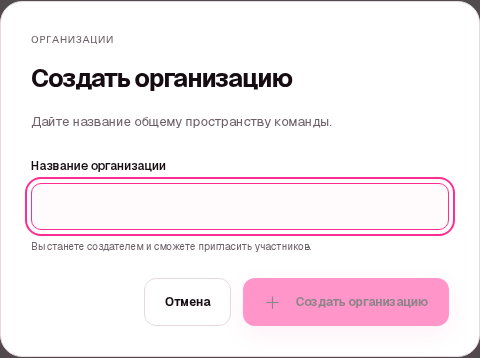 ОРГАНИЗАЦИИ
Создать организацию
Дайте название общему пространству команды.
Название организации
Вы станете создателем и сможете пригласить участников.
Отмена
Создать организацию